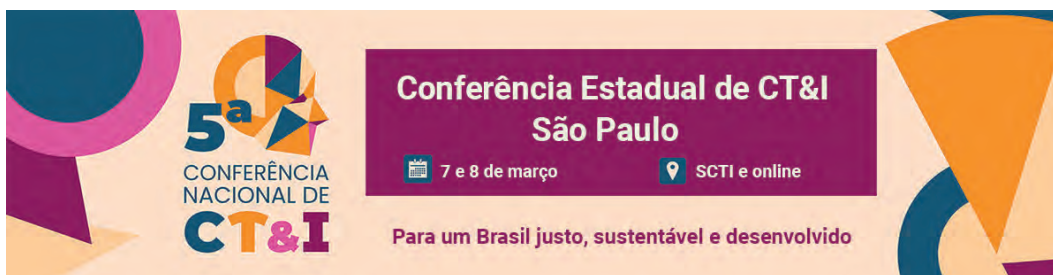 5ª
CONFERÊNCIA
NACIONAL DE
CT&I
Conferência Estadual de CT&I
São Paulo
7 e 8 de março
SCTI e online
Para um Brasil justo, sustentável e desenvolvido